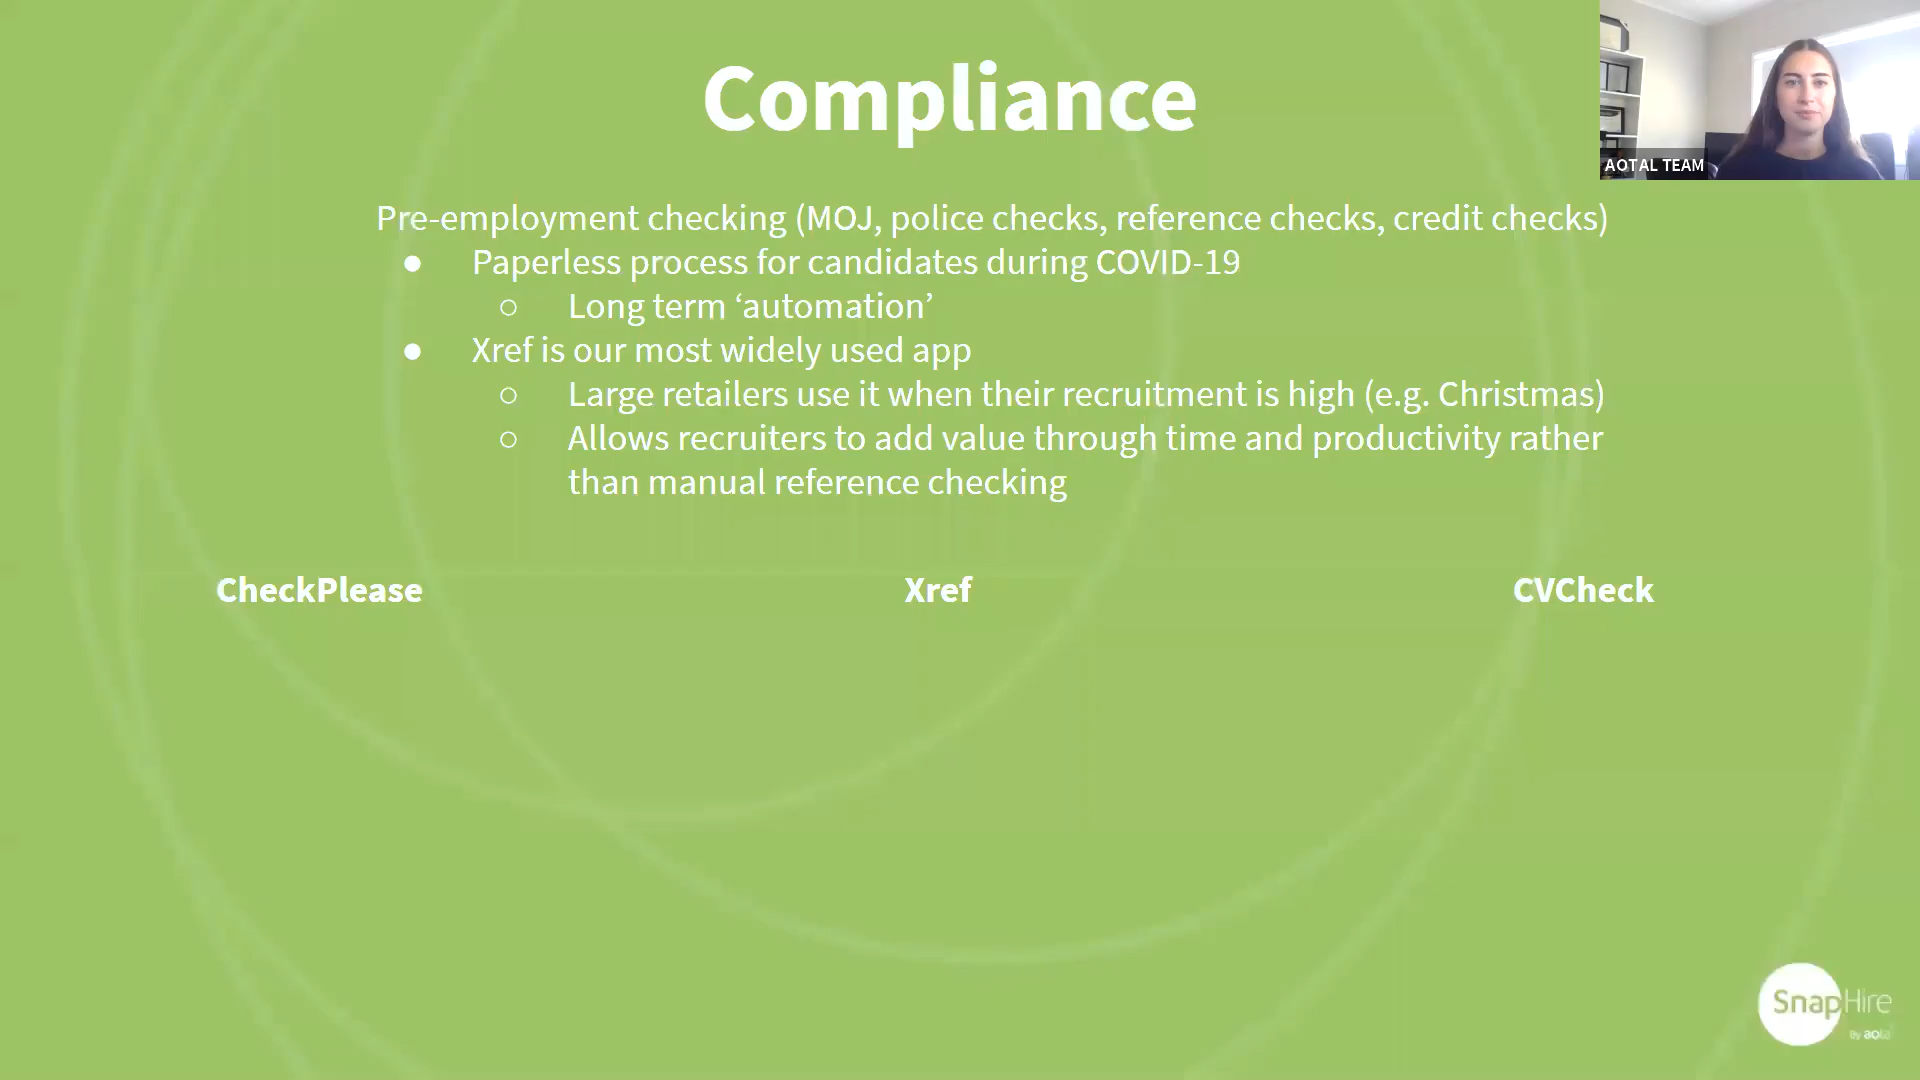 Compliance
AOTAL TEAM
Pre-employment checking (MOJ, police checks, reference checks, credit checks)
● Paperless process for candidates during COVID-19
○ Long term ‘automation’
● Xref is our most widely used app
○ Large retailers use it when their recruitment is high (e.g. Christmas)
○ Allows recruiters to add value through time and productivity rather
than manual reference checking
CheckPlease
Xref
CVCheck
SnapHire
By aotal